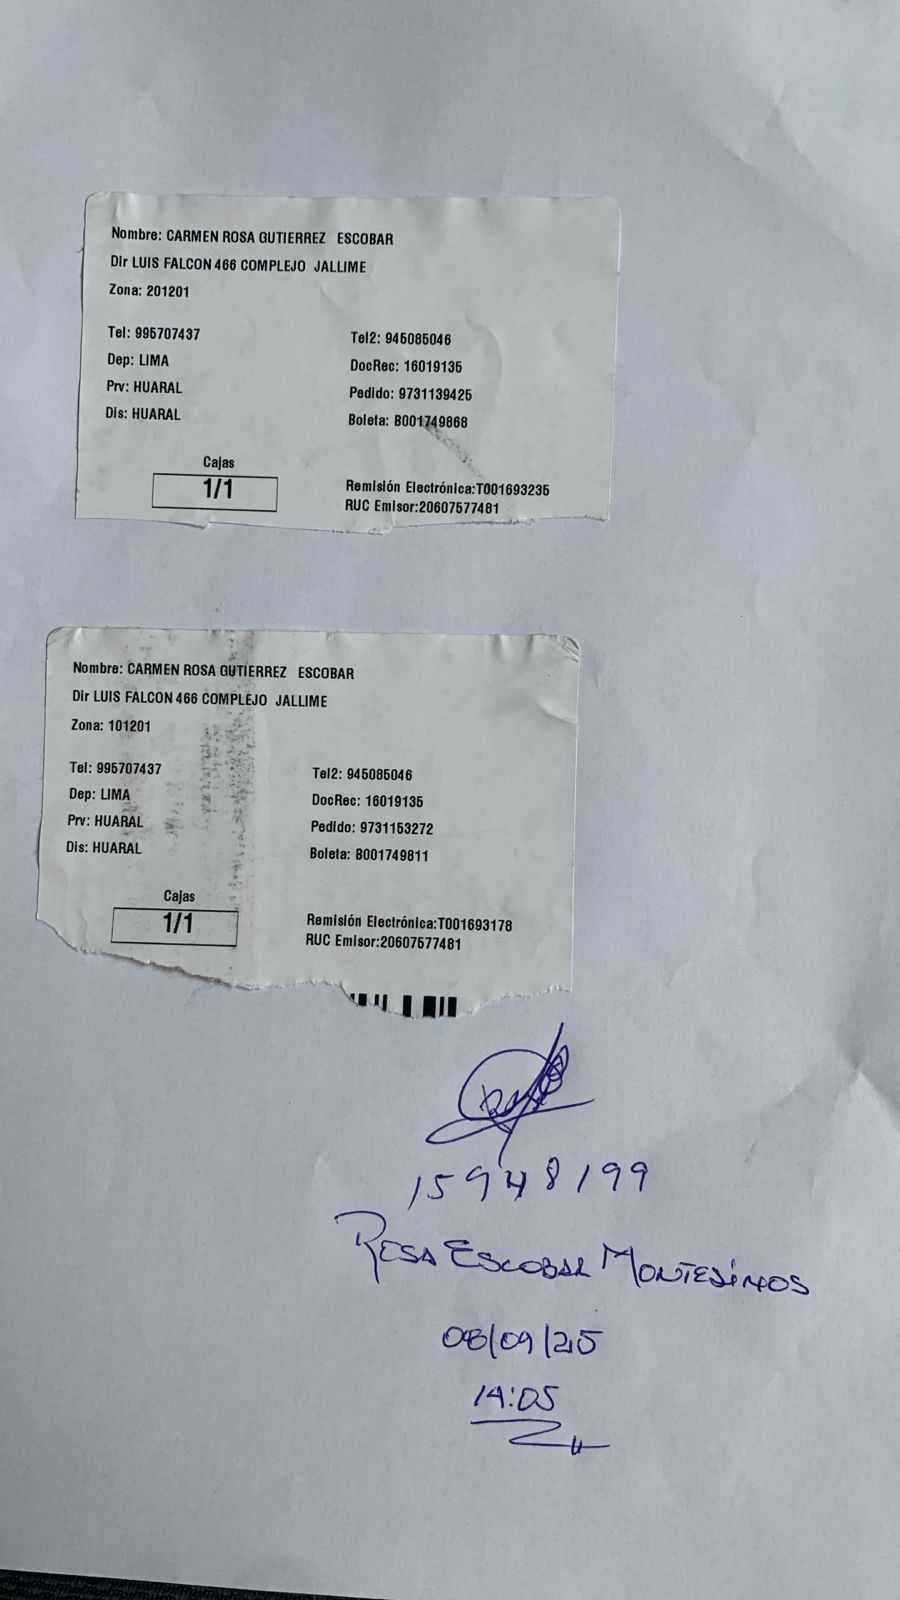 Nombre: CARMEN ROSA GUTIERREZ ESCOBAR
Dir LUIS FALCON 466 COMPLEJO JALLIME
Zona: 201201
Tel: 995707437 Tel2: 945085046
Dep: LIMA DocRec: 16019135
Prv: HUARAL Pedido: 9731139425
Dis: HUARAL Boleta: B001749868
Cajas
1/1
Remisión Electrónica:T001693235
RUC Emisor:20607577481
Nombre: CARMEN ROSA GUTIERREZ ESCOBAR
Dir LUIS FALCON 466 COMPLEJO JALLIME
Zona: 101201
Tel: 995707437 Tel2: 945085046
Dep: LIMA DocRec: 16019135
Prv: HUARAL Pedido: 9731153272
Dis: HUARAL Boleta: B001749811
Cajas
1/1
Remisión Electrónica:T001693178
RUC Emisor:20607577481
15948199
ROSA ESCOBAR MONTESINOS
08/09/25
14:05